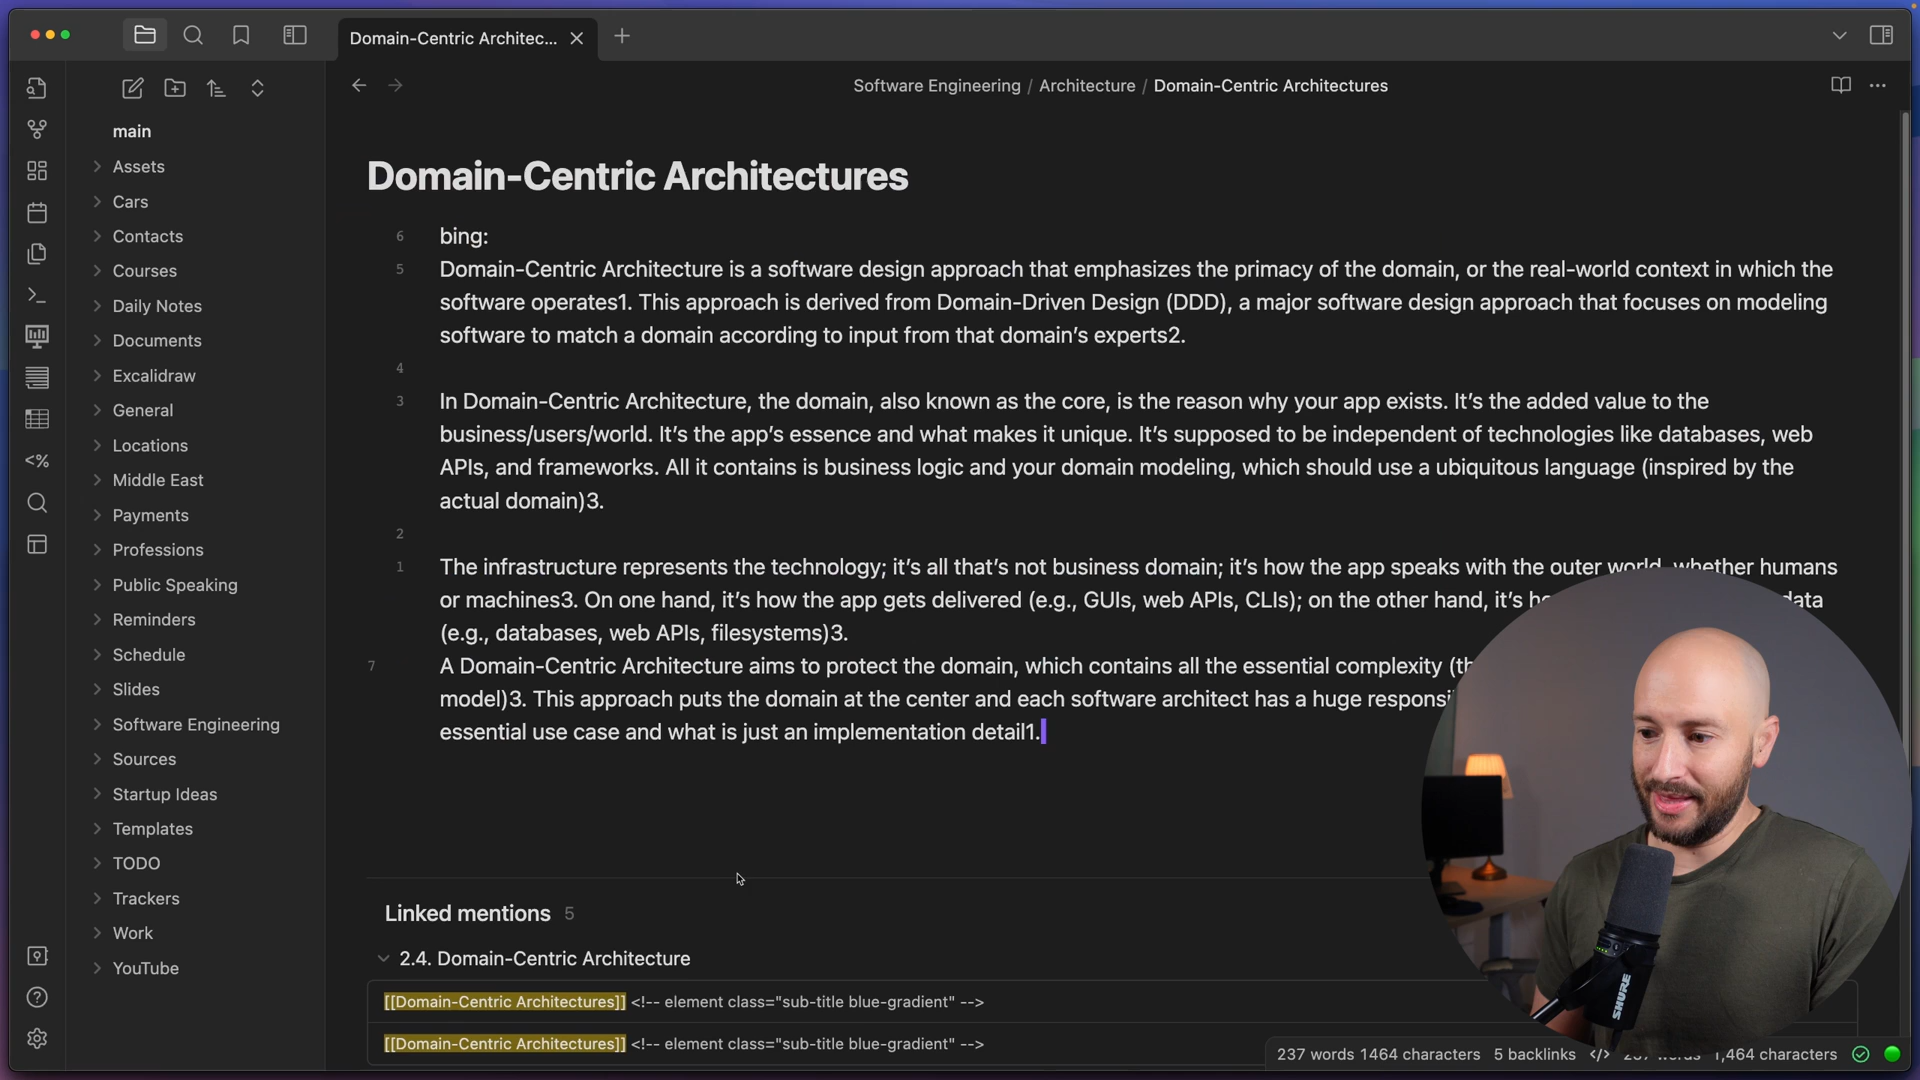 Domain-Centric Architec...
Software Engineering / Architecture / Domain-Centric Architectures
main
Assets
Cars
Contacts
Courses
Daily Notes
Documents
Excalidraw
General
Locations
Middle East
Payments
Professions
Public Speaking
Reminders
Schedule
Slides
Software Engineering
Sources
Startup Ideas
Templates
TODO
Trackers
Work
YouTube
Domain-Centric Architectures
6 bing:
5 Domain-Centric Architecture is a software design approach that emphasizes the primacy of the domain, or the real-world context in which the
software operates1. This approach is derived from Domain-Driven Design (DDD), a major software design approach that focuses on modeling
software to match a domain according to input from that domain's experts2.
4
3 In Domain-Centric Architecture, the domain, also known as the core, is the reason why your app exists. It's the added value to the
business/users/world. It's the app's essence and what makes it unique. It's supposed to be independent of technologies like databases, web
APIs, and frameworks. All it contains is business logic and your domain modeling, which should use a ubiquitous language (inspired by the
actual domain)3.
2
1 The infrastructure represents the technology; it's all that's not business domain; it's how the app speaks with the outer world, whether humans
or machines3. On one hand, it's how the app gets delivered (e.g., GUIs, web APIs, CLIs); on the other hand, it's data
(e.g., databases, web APIs, filesystems)3.
7 A Domain-Centric Architecture aims to protect the domain, which contains all the essential complexity
model)3. This approach puts the domain at the center and each software architect has a huge
essential use case and what is just an implementation detail1.
Linked mentions 5
2.4. Domain-Centric Architecture
[[Domain-Centric Architectures]] <!-- element class="sub-title blue-gradient" -->
[[Domain-Centric Architectures]] <!-- element class="sub-title blue-gradient" -->
237 words 1464 characters 5 backlinks </> 237 words 1,464 characters
SHURE